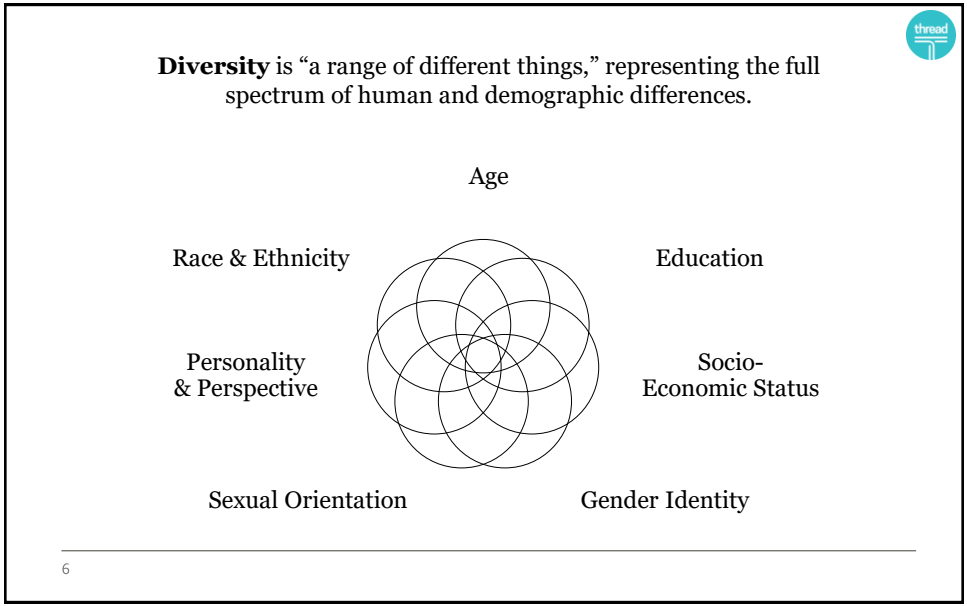 thread
Diversity is “a range of different things,” representing the full
spectrum of human and demographic differences.
Age
Race & Ethnicity
Education
Personality
& Perspective
Socio-
Economic Status
Sexual Orientation
Gender Identity
6